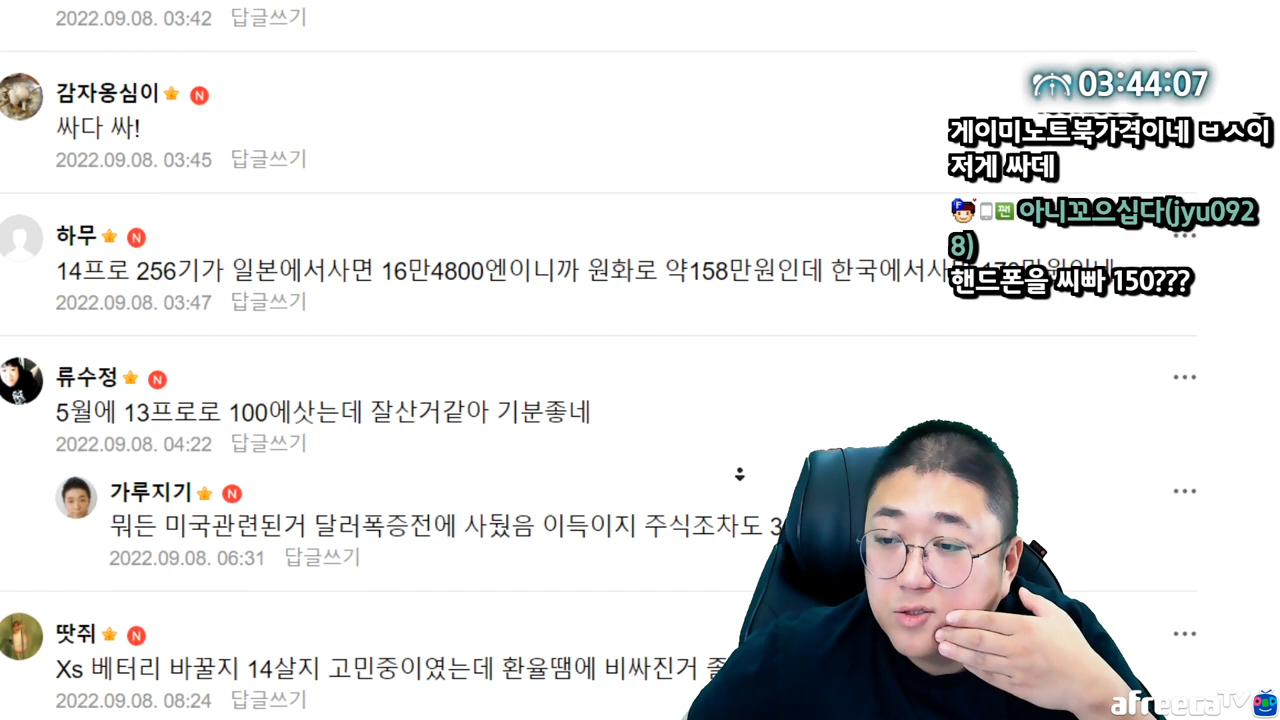 2022.09.08. 03:42 답글쓰기
감자옹심이 N
싸다 싸!
2022.09.08. 03:45 답글쓰기
하무 N
14프로 256기가 일본에서사면 16만4800엔이니까 원화로 약158만원인데
2022.09.08. 03:47 답글쓰기
류수정 N
5월에 13프로로 100에삿는데 잘산거같아 기분좋네
2022.09.08. 04:22 답글쓰기
가루지기 N
뭐든 미국관련된거 달러폭증전에 사뒀음 이득이지 주식조차도
2022.09.08. 06:31 답글쓰기
땃쥐 N
Xs 베터리 바꿀지 14살지 고민중이였는데 환율땜에 비싸진거
2022.09.08. 08:24 답글쓰기
03:44:07
게이미노트북가격이네 ㅂㅅ이
저게 싸데
아니꼬으십다(jyu092
8)
핸드폰을 씨빠 150???
afreecaTV